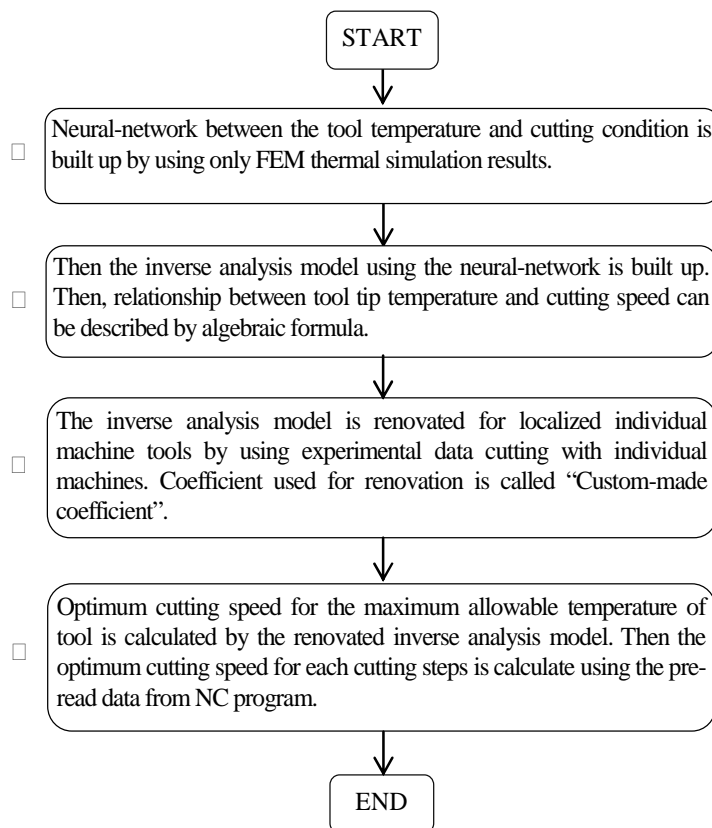 START
Neural-network between the tool temperature and cutting condition is
built up by using only FEM thermal simulation results.
Then the inverse analysis model using the neural-network is built up.
Then, relationship between tool tip temperature and cutting speed can
be described by algebraic formula.
The inverse analysis model is renovated for localized individual
machine tools by using experimental data cutting with individual
machines. Coefficient used for renovation is called “Custom-made
coefficient”.
Optimum cutting speed for the maximum allowable temperature of
tool is calculated by the renovated inverse analysis model. Then the
optimum cutting speed for each cutting steps is calculate using the pre-
read data from NC program.
END